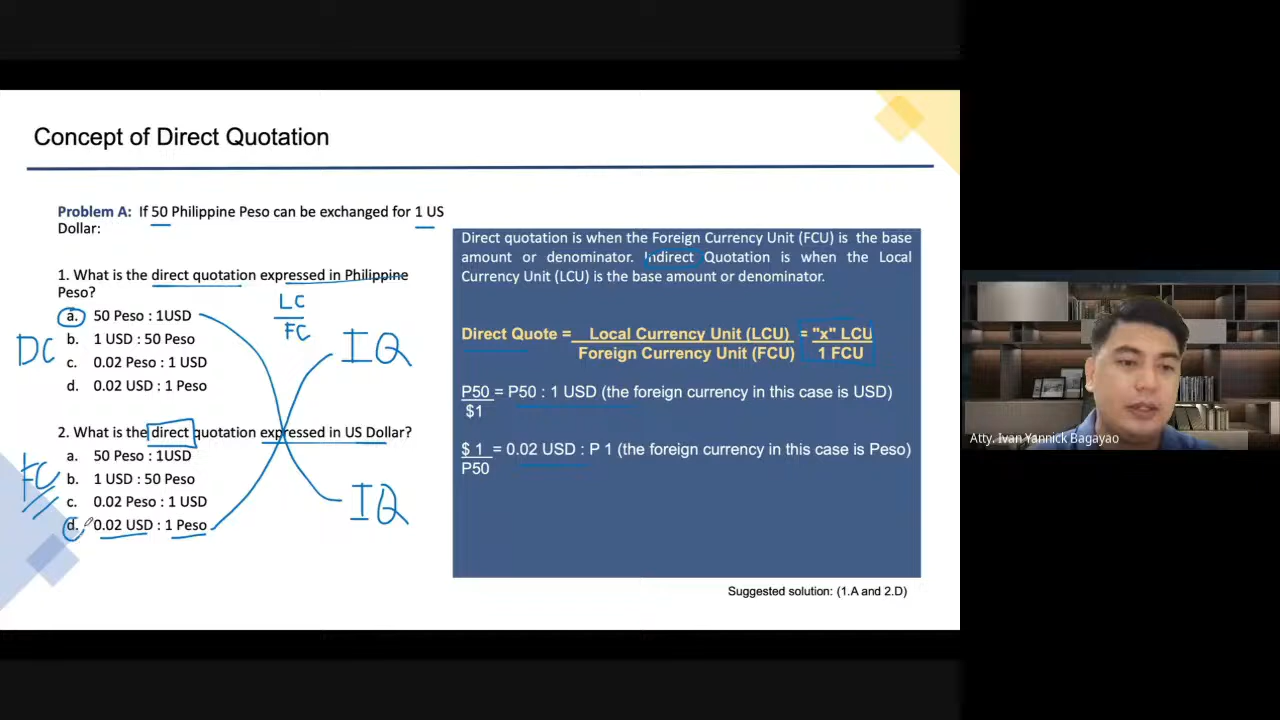 Concept of Direct Quotation
Problem A: If 50 Philippine Peso can be exchanged for 1 US
Dollar:
1. What is the direct quotation expressed in Philippine
Peso?
a. 50 Peso : 1USD
b. 1 USD : 50 Peso
c. 0.02 Peso : 1 USD
d. 0.02 USD : 1 Peso
LC
FC
DC
IQ
2. What is the direct quotation expressed in US Dollar?
a. 50 Peso : 1USD
b. 1 USD : 50 Peso
c. 0.02 Peso : 1 USD
d. 0.02 USD : 1 Peso
FC
IQ
Direct quotation is when the Foreign Currency Unit (FCU) is the base
amount or denominator. Indirect Quotation is when the Local
Currency Unit (LCU) is the base amount or denominator.
Direct Quote = Local Currency Unit (LCU) = "x" LCU
Foreign Currency Unit (FCU) 1 FCU
P50 = P50 : 1 USD (the foreign currency in this case is USD)
$1
$ 1 = 0.02 USD : P 1 (the foreign currency in this case is Peso)
P50
Suggested solution: (1.A and 2.D)
Atty. Ivan Yannick Bagayao